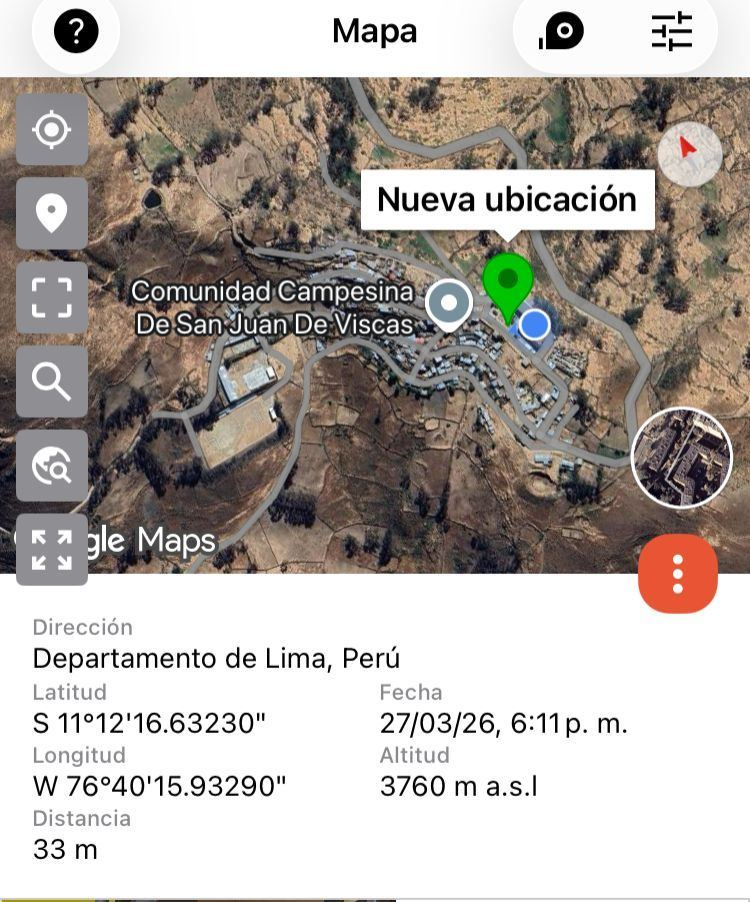 ?
Mapa
Nueva ubicación
Comunidad Campesina
De San Juan De Viscas
gle Maps
Dirección
Departamento de Lima, Perú
Latitud
Fecha
S 11°12'16.63230"
27/03/26, 6:11 p. m.
Longitud
Altitud
W 76°40'15.93290"
3760 m a.s.l
Distancia
33 m